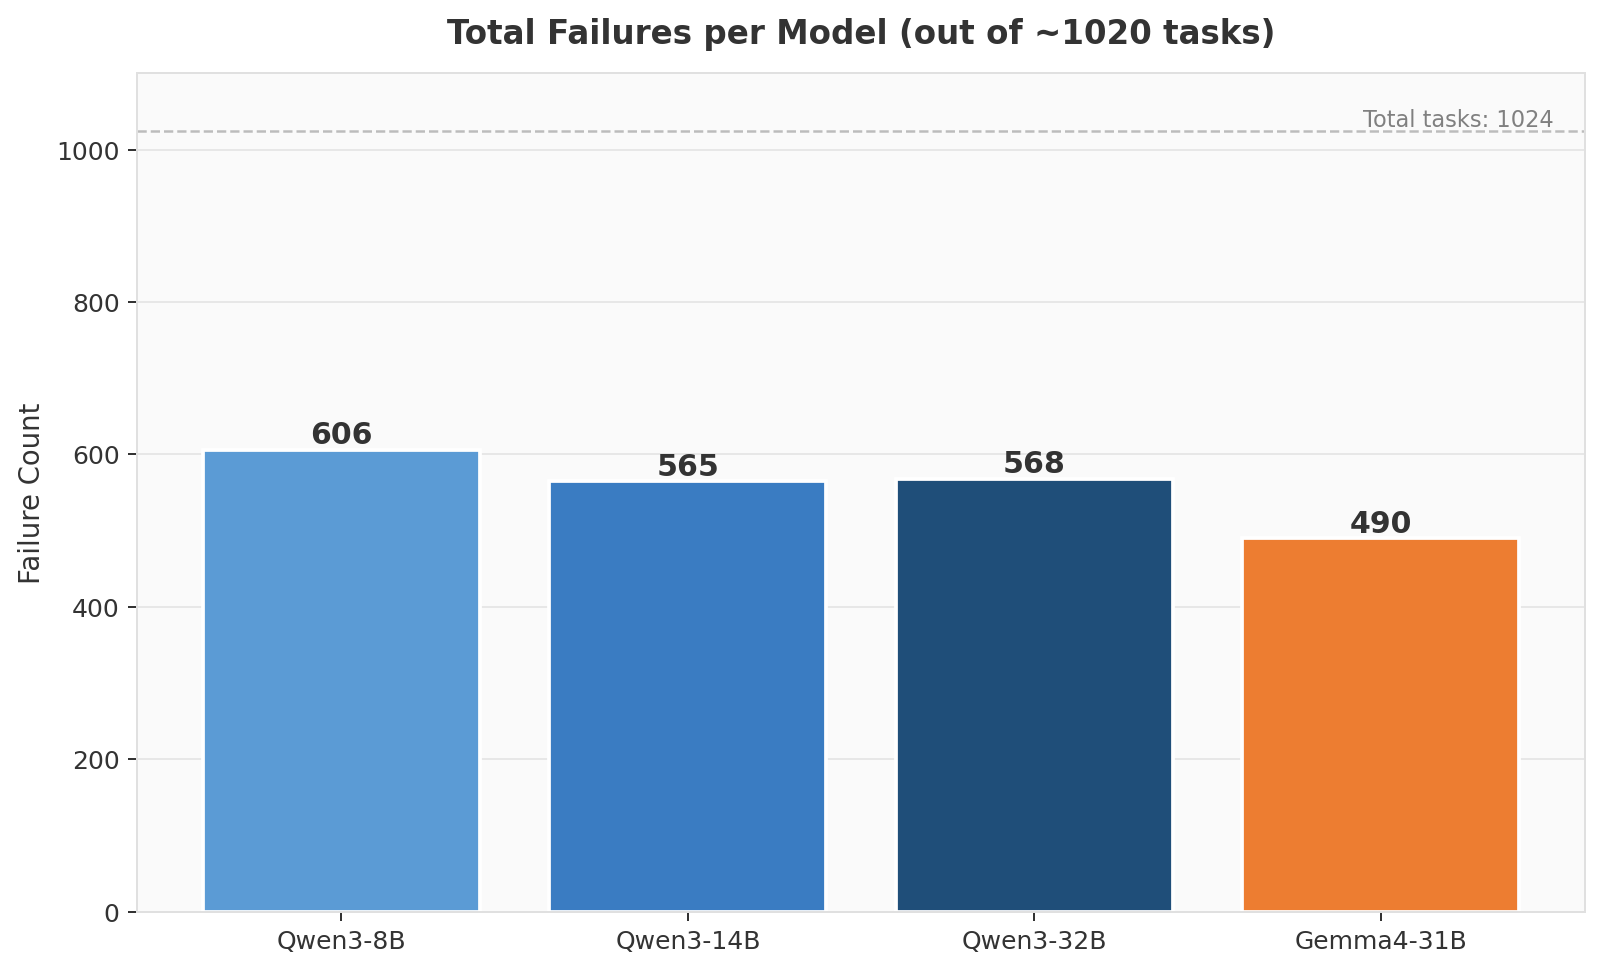 Total Failures per Model (out of ~1020 tasks)
Total tasks: 1024
1000
800
600
400
200
0
Failure Count
606
565
568
490
Qwen3-8B
Qwen3-14B
Qwen3-32B
Gemma4-31B